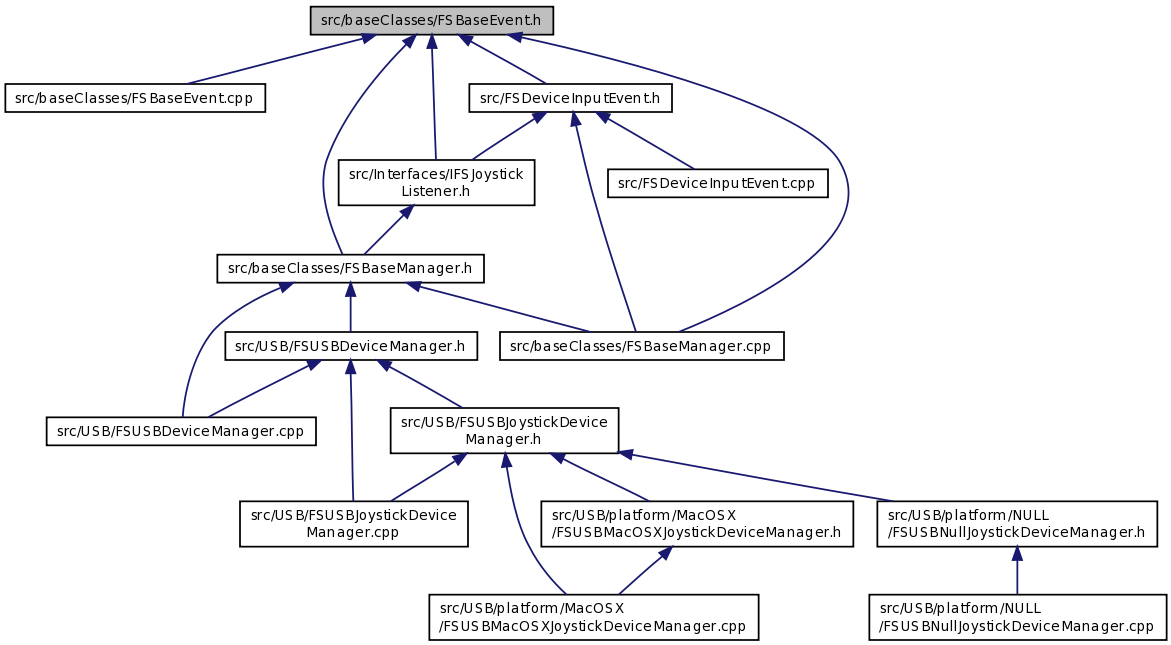 src/baseClasses/FSBaseEvent.h
src/baseClasses/FSBaseEvent.cpp
src/FSDeviceInputEvent.h
src/Interfaces/IFSJoystick
Listener.h
src/FSDeviceInputEvent.cpp
src/baseClasses/FSBaseManager.h
src/USB/FSUSBDeviceManager.h
src/baseClasses/FSBaseManager.cpp
src/USB/FSUSBDeviceManager.cpp
src/USB/FSUSBJoystickDevice
Manager.h
src/USB/FSUSBJoystickDevice
Manager.cpp
src/USB/platform/MacOSX
/FSUSBMacOSXJoystickDeviceManager.h
src/USB/platform/NULL
/FSUSBNullJoystickDeviceManager.h
src/USB/platform/MacOSX
/FSUSBMacOSXJoystickDeviceManager.cpp
src/USB/platform/NULL
/FSUSBNullJoystickDeviceManager.cpp